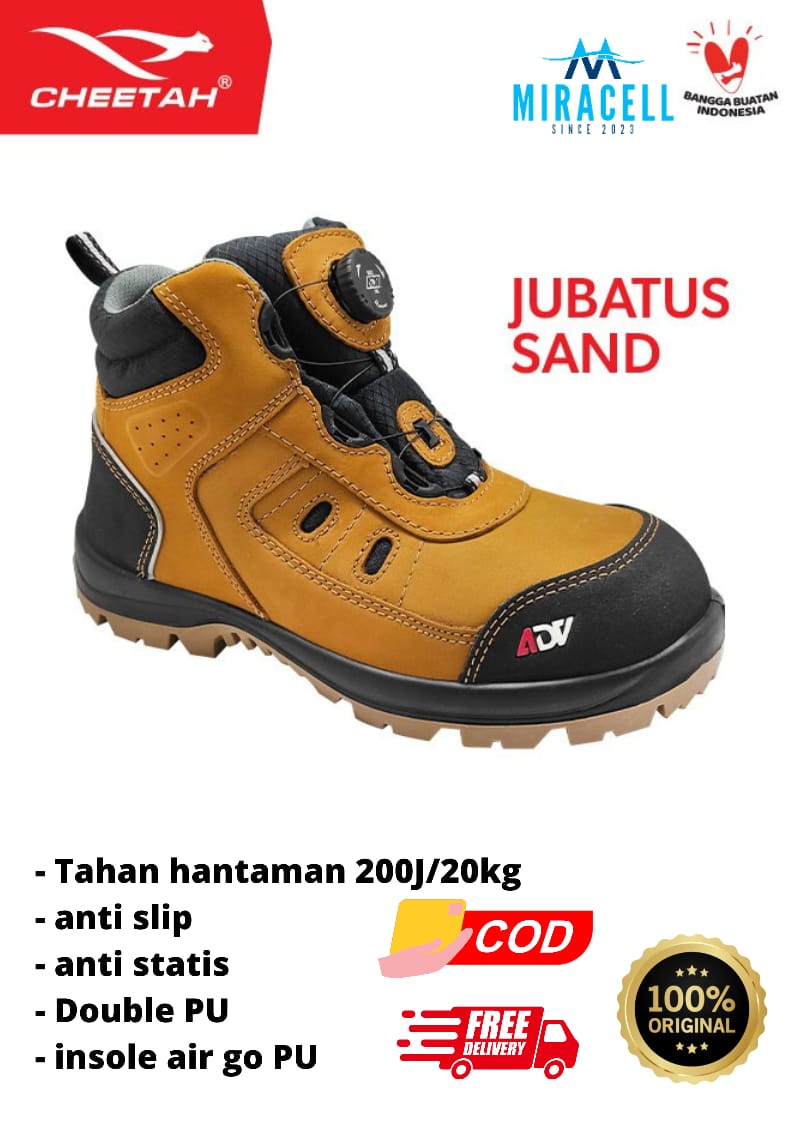 CHEETAH®
MIRACELL
SINCE 2023
BANGGA BUATAN
INDONESIA
JUBATUS
SAND
ADV
- Tahan hantaman 200J/20kg
- anti slip
- anti statis
- Double PU
- insole air go PU
COD
FREE
DELIVERY
100%
ORIGINAL